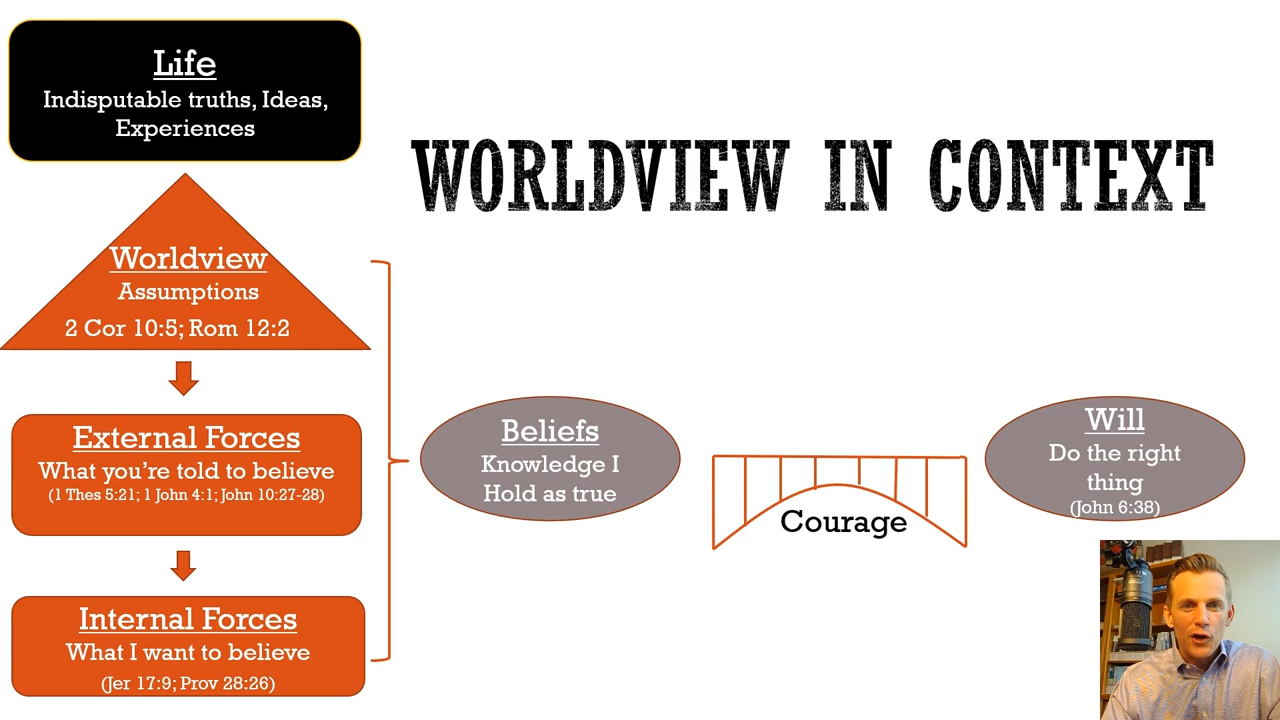 Life
Indisputable truths, Ideas,
Experiences
WORLDVIEW IN CONTEXT
Worldview
Assumptions
2 Cor 10:5; Rom 12:2
External Forces
What you're told to believe
(1 Thes 5:21; 1 John 4:1; John 10:27-28)
Internal Forces
What I want to believe
(Jer 17:9; Prov 28:26)
Beliefs
Knowledge I
Hold as true
Courage
Will
Do the right
thing
(John 6:38)